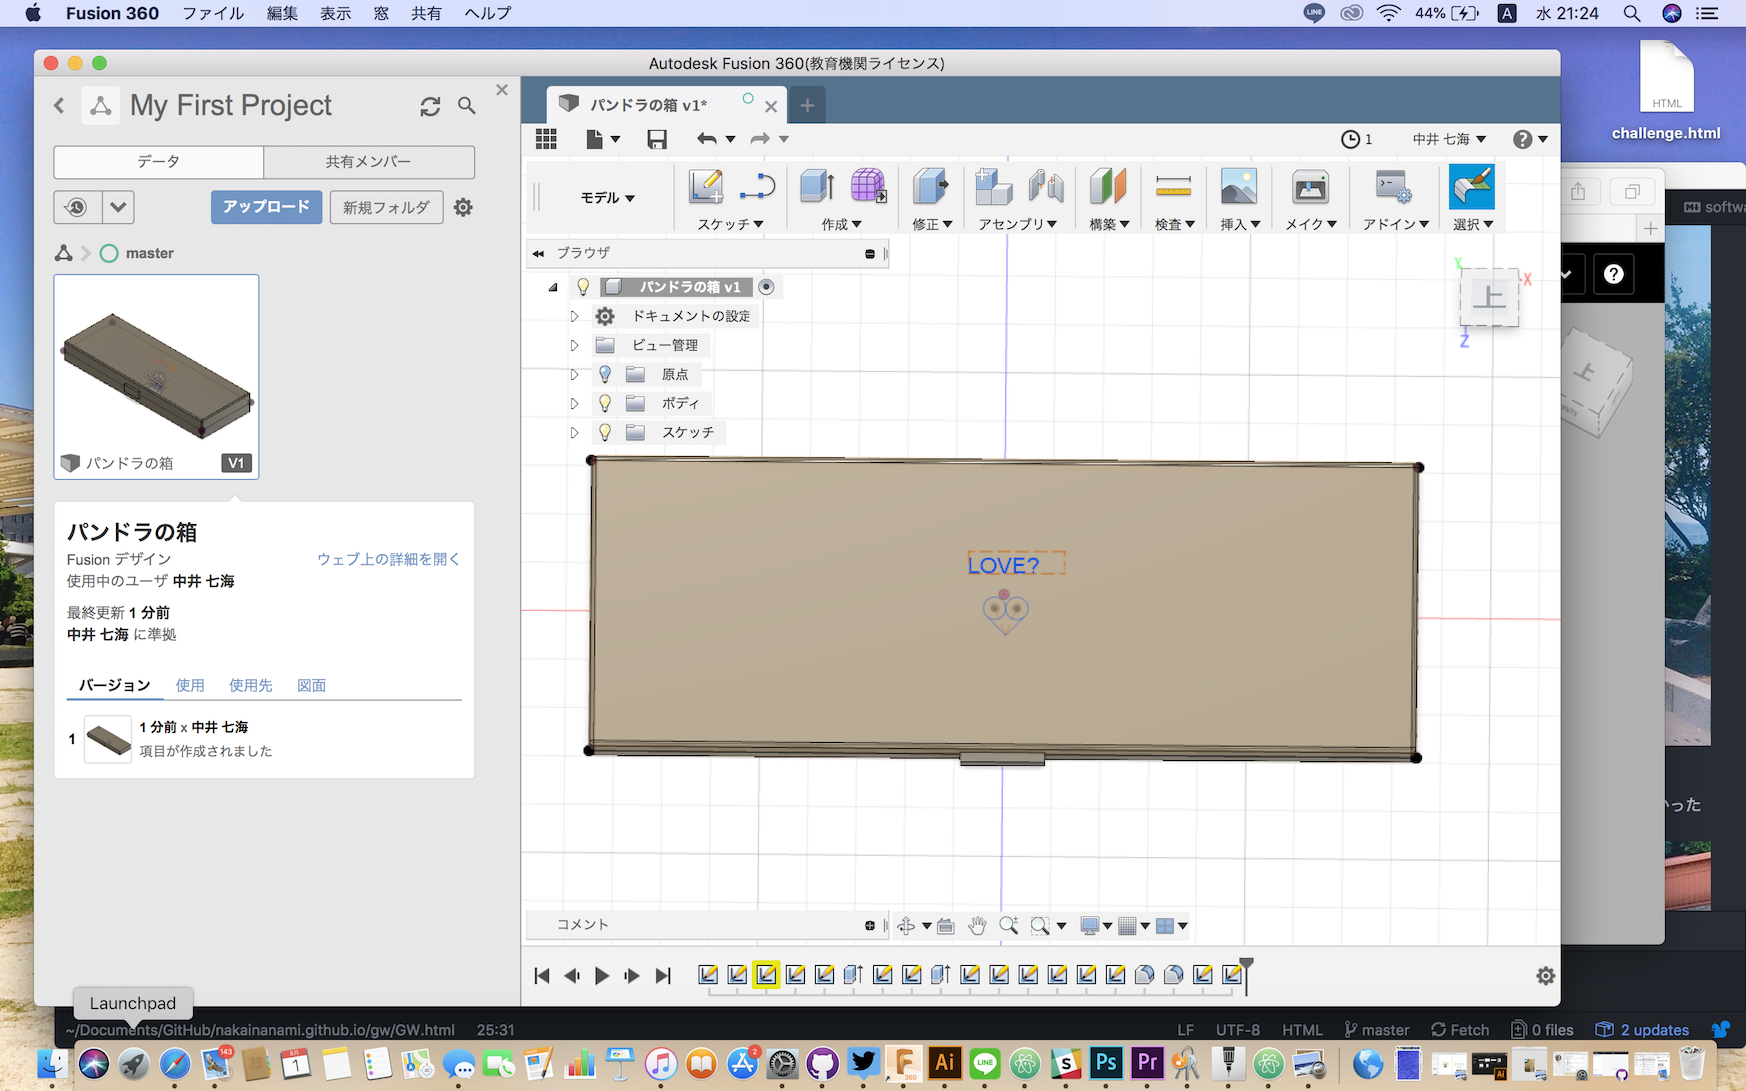 Fusion 360 ファイル 編集 表示 窓 共有 ヘルプ
LINE 44% A 水 21:24
Autodesk Fusion 360(教育機関ライセンス)
HTML
challenge.html
My First Project
パンドラの箱 v1*
データ 共有メンバー
1 中井 七海
アップロード 新規フォルダ
モデル
スケッチ 作成 修正 アセンブリ 構築 検査 挿入 メイク アドイン 選択
master
ブラウザ
パンドラの箱 v1
ドキュメントの設定
ビュー管理
原点
ボディ
スケッチ
Y
X
上
Z
上
softwa
パンドラの箱 V1
パンドラの箱
Fusion デザイン ウェブ上の詳細を開く
使用中のユーザ 中井 七海
最終更新 1 分前
中井 七海 に準拠
バージョン 使用 使用先 図面
1 1 分前 x 中井 七海
項目が作成されました
LOVE?
いった
コメント
Launchpad
~/Documents/GitHub/nakainanami.github.io/gw/GW.html 25:31
LF UTF-8 HTML master Fetch 0 files 2 updates
143
1
2
F
360
Ai
LINE
S
Ps
Pr